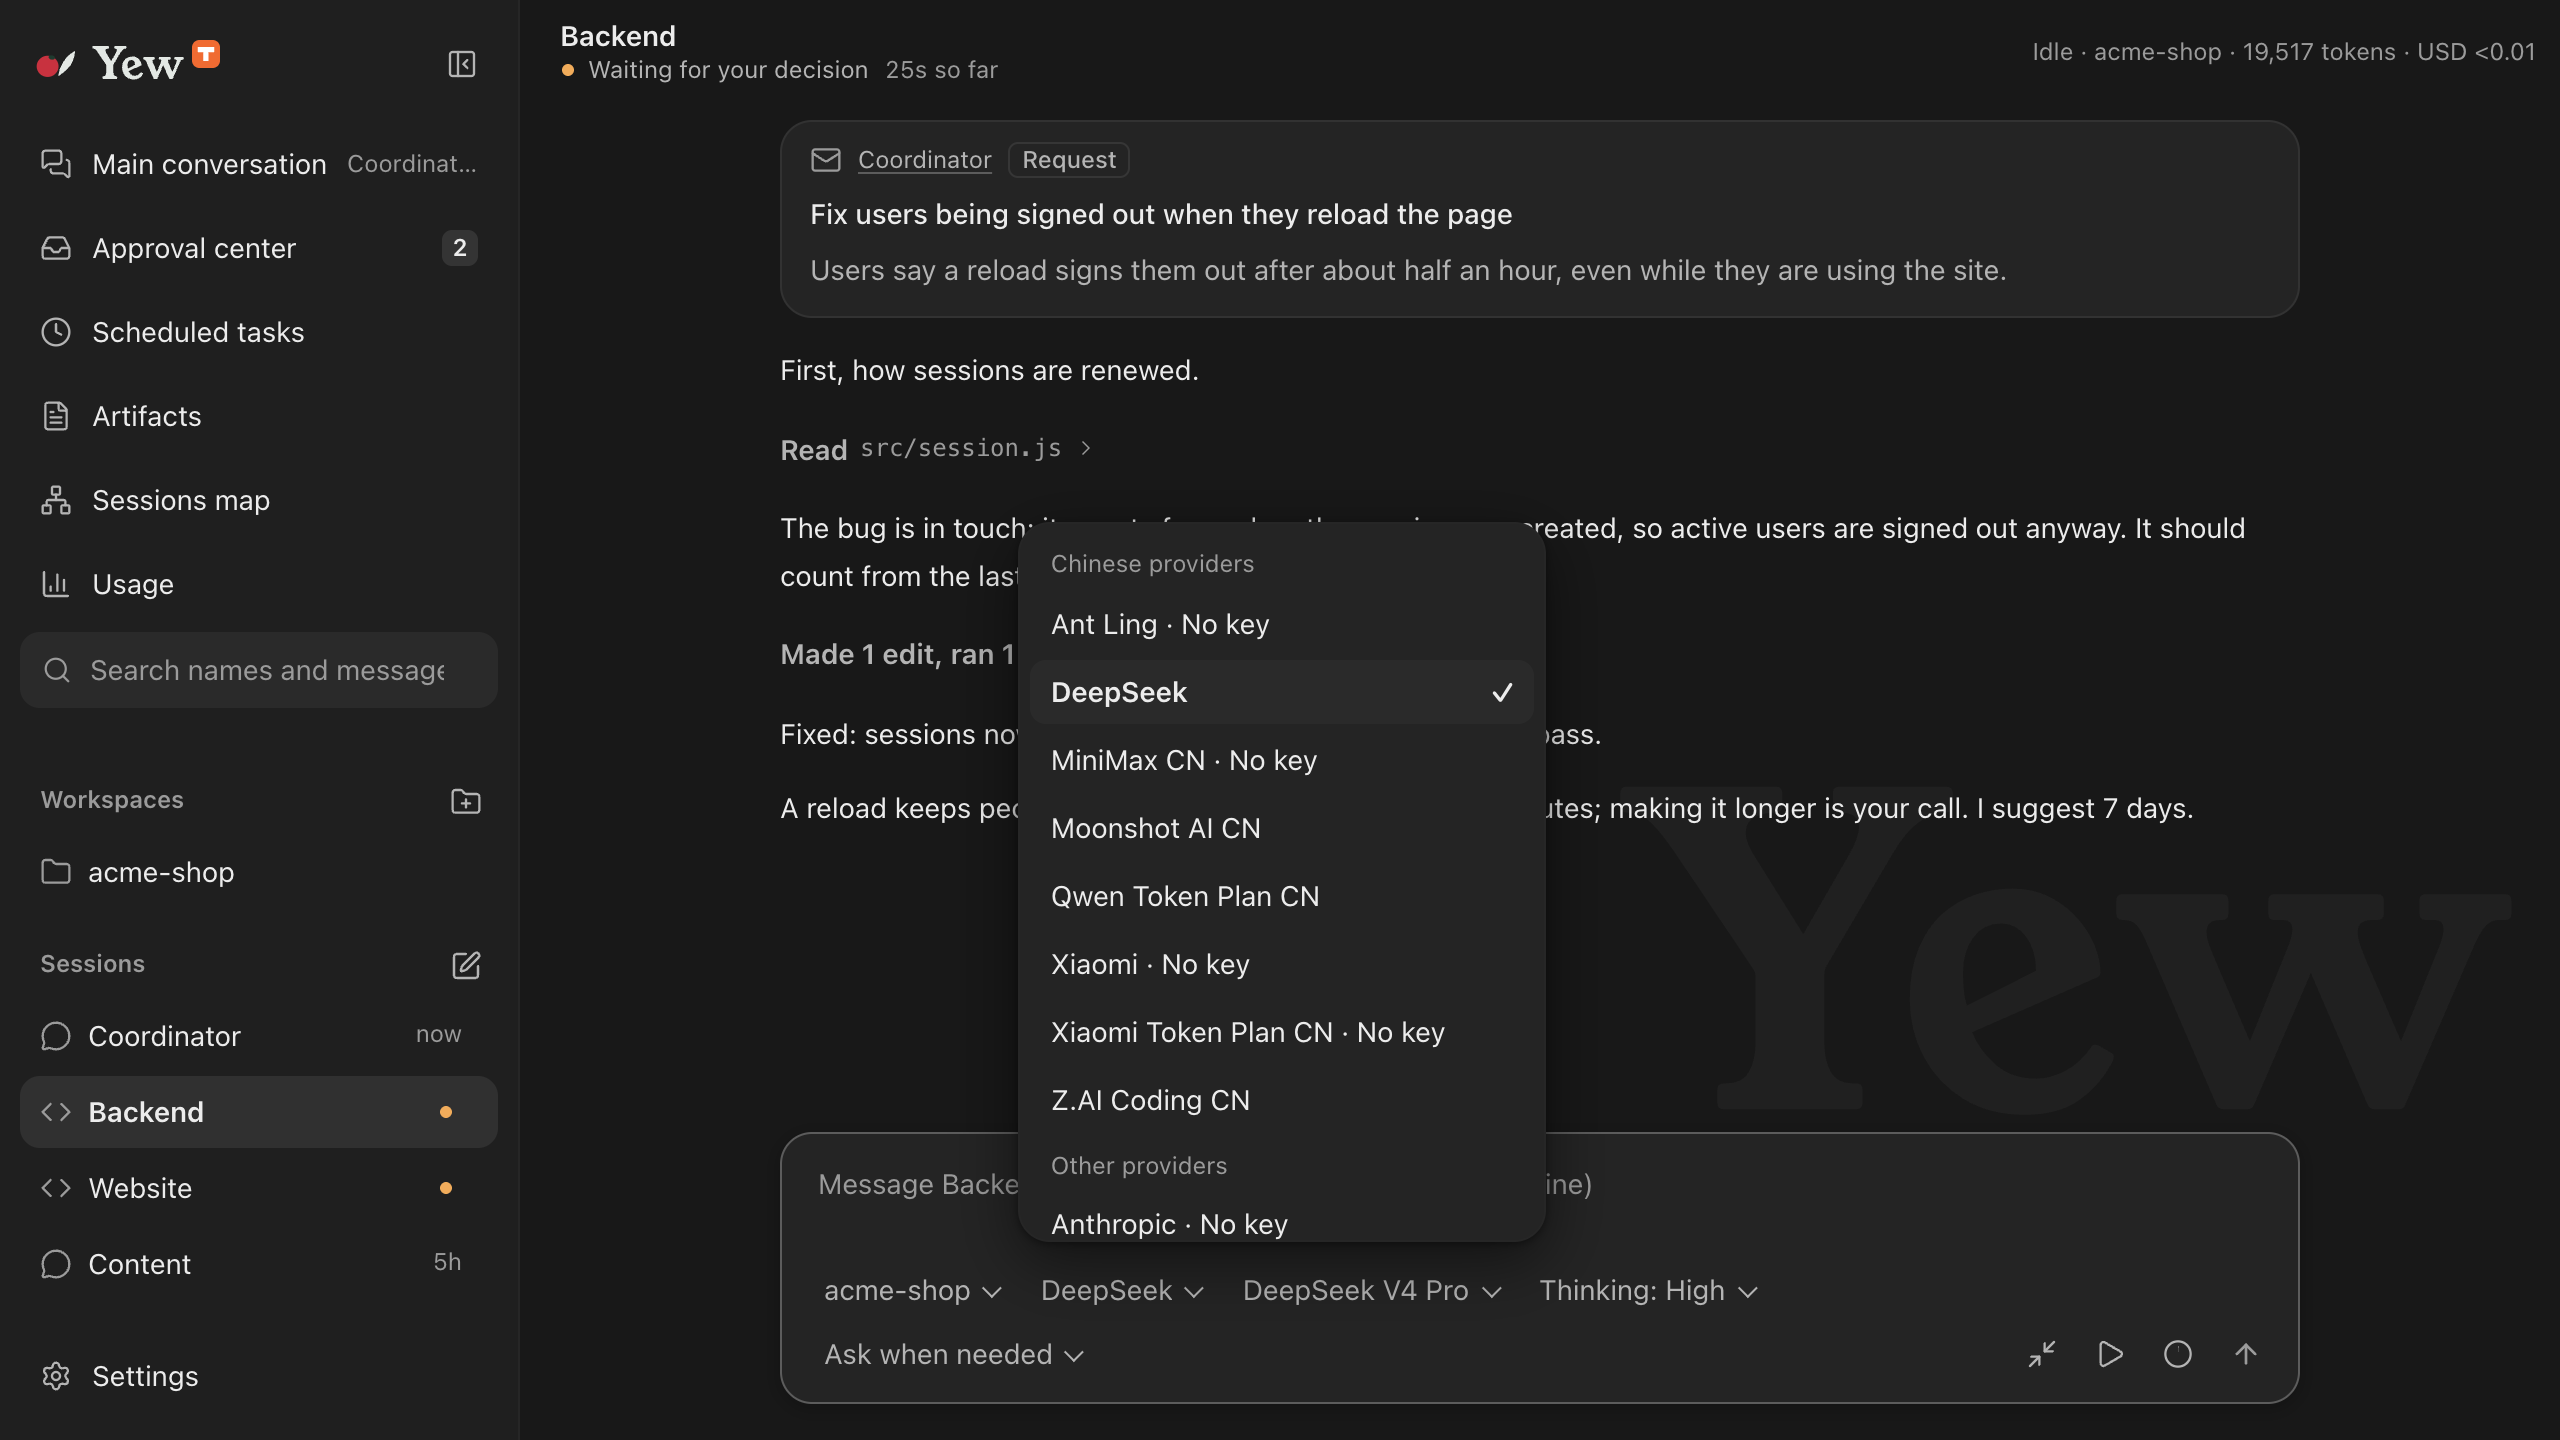 Yew T
Main conversation Coordinat...
Approval center 2
Scheduled tasks
Artifacts
Sessions map
Usage
Search names and message
Workspaces
acme-shop
Sessions
Coordinator now
Backend
Website
Content 5h
Settings
Backend
Waiting for your decision 25s so far
Idle · acme-shop · 19,517 tokens · USD <0.01
Coordinator Request
Fix users being signed out when they reload the page
Users say a reload signs them out after about half an hour, even while they are using the site.
First, how sessions are renewed.
Read src/session.js
The bug is in touch: created, so active users are signed out anyway. It should
count from the last
Made 1 edit, ran 1
Fixed: sessions pass.
A reload keeps making it longer is your call. I suggest 7 days.
Chinese providers
Ant Ling · No key
DeepSeek
MiniMax CN · No key
Moonshot AI CN
Qwen Token Plan CN
Xiaomi · No key
Xiaomi Token Plan CN · No key
Z.AI Coding CN
Other providers
Anthropic · No key
Yew
Message
acme-shop DeepSeek DeepSeek V4 Pro Thinking: High
Ask when needed